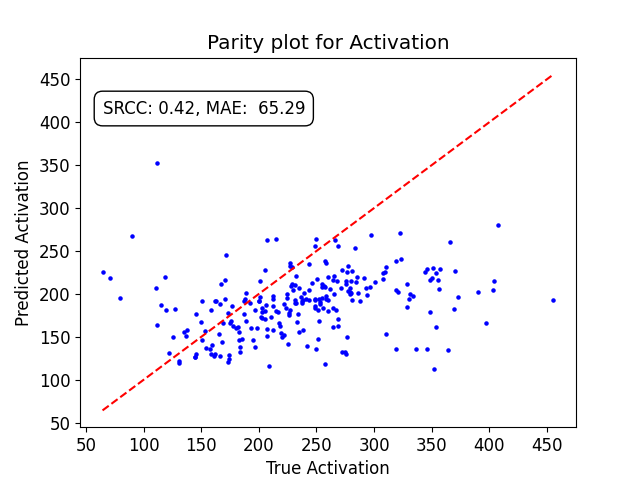 Parity plot for Activation
SRCC: 0.42, MAE:  65.29
Predicted Activation
450
400
350
300
250
200
150
100
50
50 100 150 200 250 300 350 400 450
True Activation